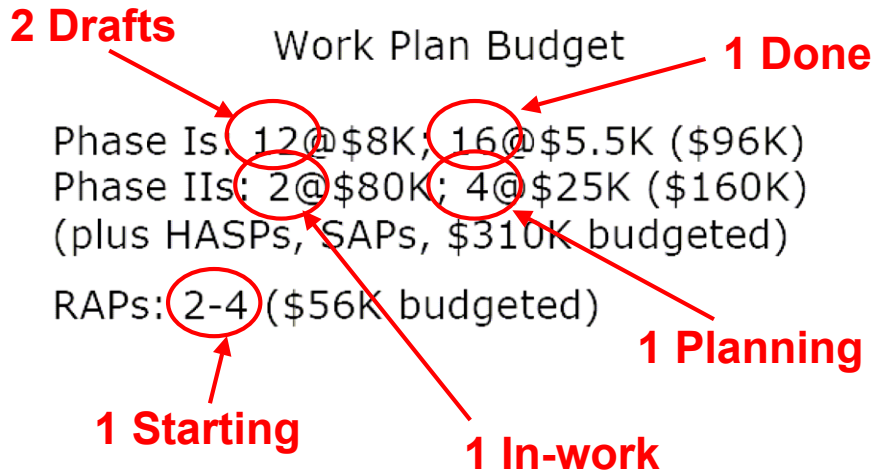 2 Drafts
Work Plan Budget
1 Done
Phase Is: 12@$8K; 16@$5.5K ($96K)
Phase IIs: 2@$80K; 4@$25K ($160K)
(plus HASPs, SAPs, $310K budgeted)
RAPs: 2-4 ($56K budgeted)
1 Planning
1 Starting
1 In-work